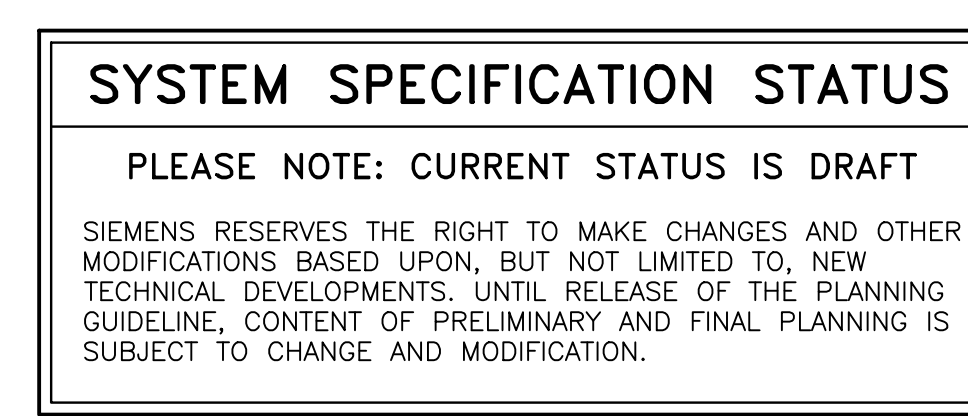 SYSTEM SPECIFICATION STATUS
PLEASE NOTE: CURRENT STATUS IS DRAFT
SIEMENS RESERVES THE RIGHT TO MAKE CHANGES AND OTHER
MODIFICATIONS BASED UPON, BUT NOT LIMITED TO, NEW
TECHNICAL DEVELOPMENTS. UNTIL RELEASE OF THE PLANNING
GUIDELINE, CONTENT OF PRELIMINARY AND FINAL PLANNING IS
SUBJECT TO CHANGE AND MODIFICATION.